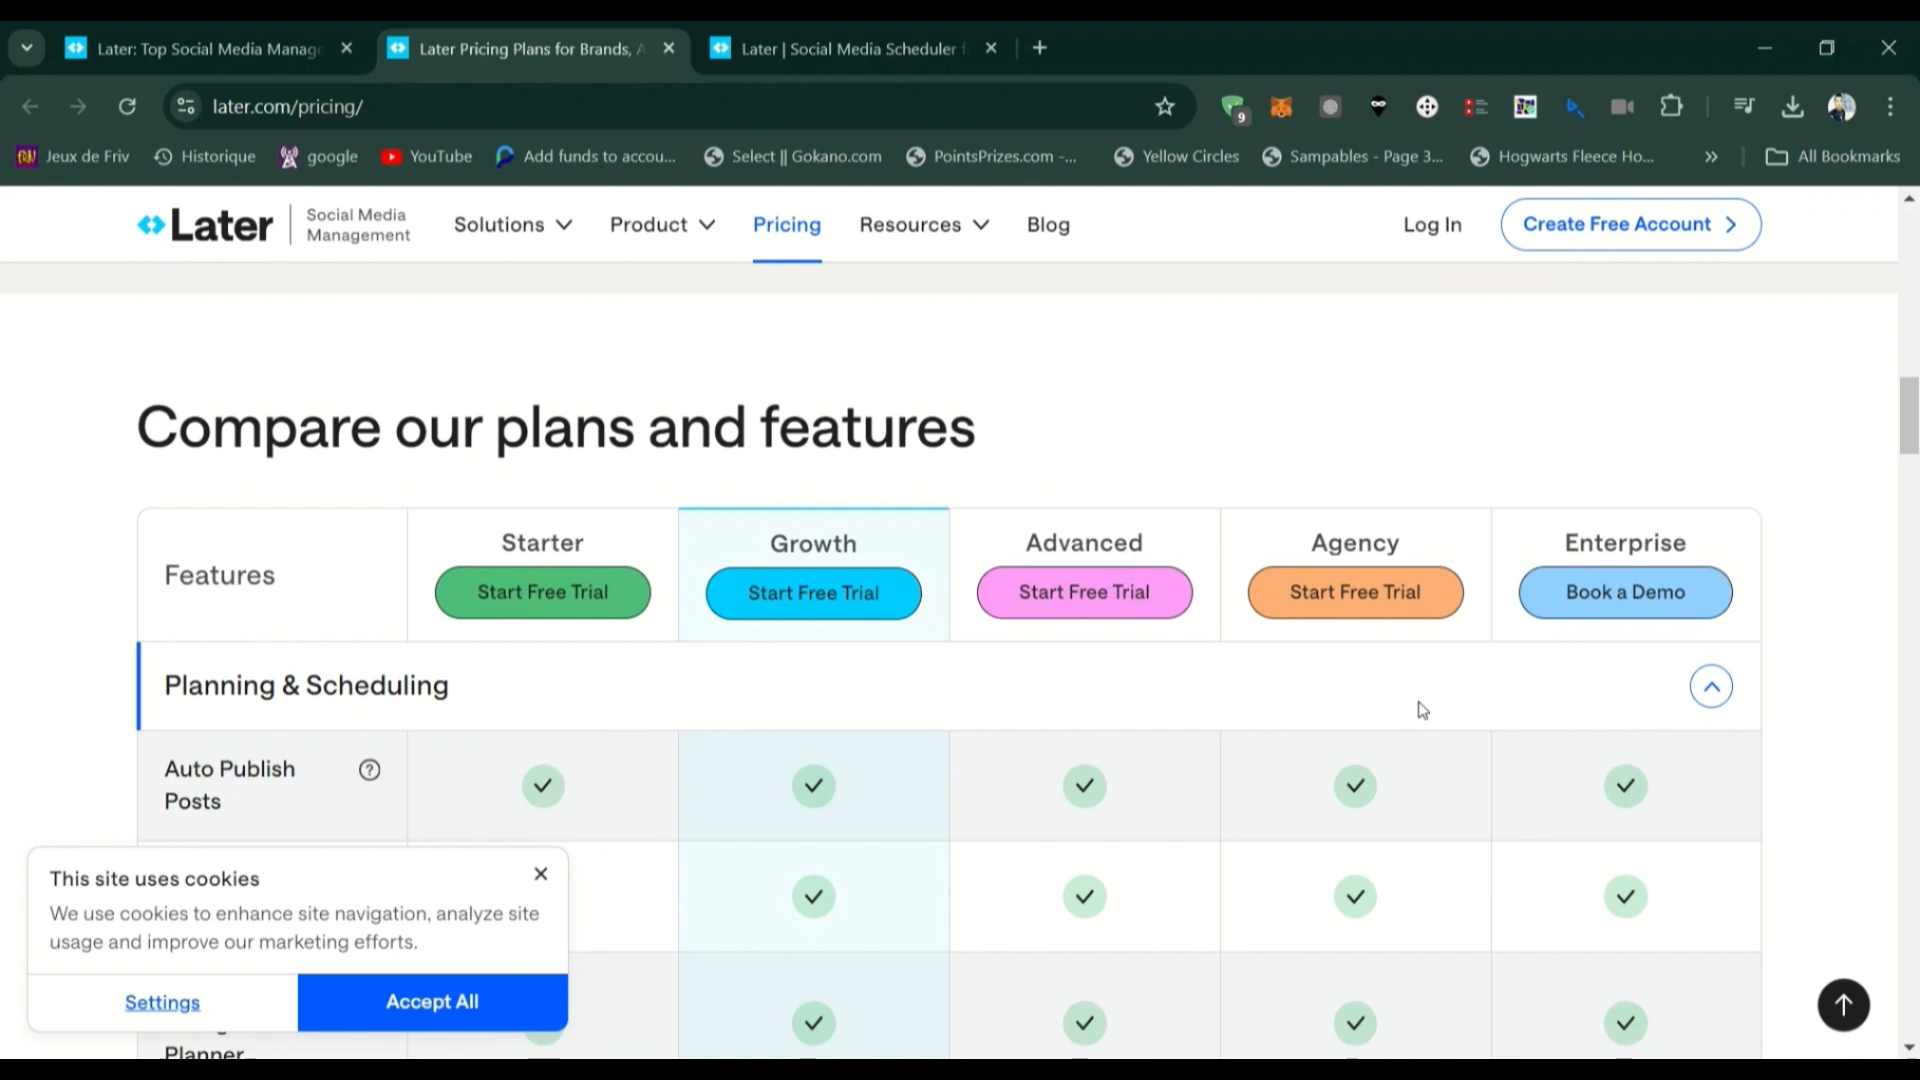 Later: Top Social Media Manage
Later Pricing Plans for Brands, A
Later | Social Media Scheduler f
later.com/pricing/
9
Jeux de Friv
Historique
google
YouTube
Add funds to accou...
Select || Gokano.com
PointsPrizes.com -...
Yellow Circles
Sampables - Page 3...
Hogwarts Fleece Ho...
All Bookmarks
Later
Social Media
Management
Solutions
Product
Pricing
Resources
Blog
Log In
Create Free Account
Compare our plans and features
Features
Starter
Start Free Trial
Growth
Start Free Trial
Advanced
Start Free Trial
Agency
Start Free Trial
Enterprise
Book a Demo
Planning & Scheduling
Auto Publish
Posts
This site uses cookies
We use cookies to enhance site navigation, analyze site
usage and improve our marketing efforts.
Settings
Accept All
Planner